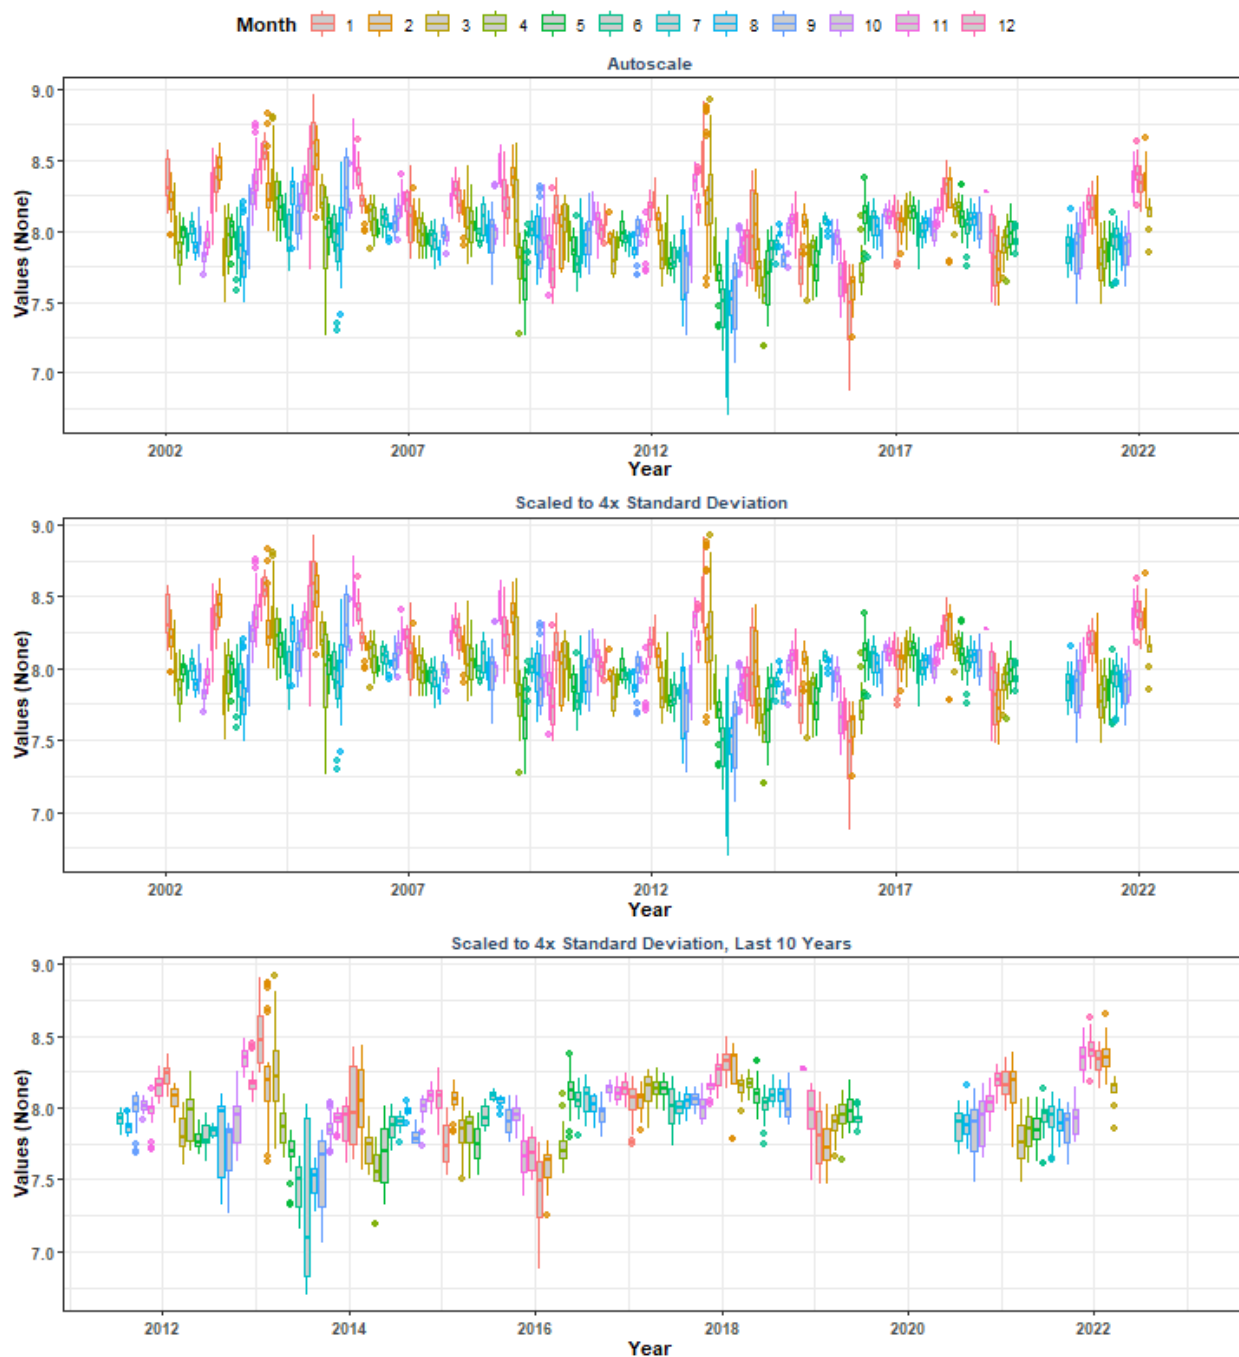 Month 1 2 3 4 5 6 7 8 9 10 11 12
Autoscale
9.0
8.5
8.0
7.5
7.0
Values (None)
2002 2007 2012 2017 2022
Year
Scaled to 4x Standard Deviation
9.0
8.5
8.0
7.5
7.0
Values (None)
2002 2007 2012 2017 2022
Year
Scaled to 4x Standard Deviation, Last 10 Years
9.0
8.5
8.0
7.5
7.0
Values (None)
2012 2014 2016 2018 2020 2022
Year